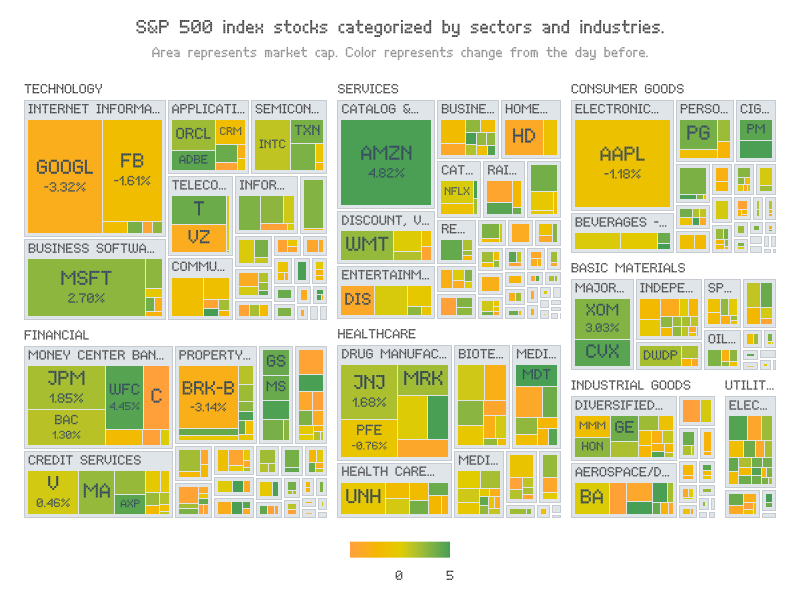 S&P 500 index stocks categorized by sectors and industries.
Area represents market cap. Color represents change from the day before.
TECHNOLOGY
INTERNET INFORMA...
GOOGL
-3.32%
FB
-1.61%
APPLICATI...
ORCL
CRM
ADBE
SEMICON...
INTC
TXN
TELECO...
T
VZ
INFOR...
BUSINESS SOFTWA...
MSFT
2.70%
COMMU...
SERVICES
CATALOG &...
AMZN
4.82%
BUSINE...
HOME...
HD
CAT...
NFLX
RAI...
DISCOUNT, V...
WMT
RE...
ENTERTAINM...
DIS
CONSUMER GOODS
ELECTRONIC...
AAPL
-1.18%
PERSO...
PG
CIG...
PM
BEVERAGES -...
BASIC MATERIALS
MAJOR...
XOM
3.03%
CVX
INDEPE...
DWDP
SP...
OIL...
FINANCIAL
MONEY CENTER BAN...
JPM
1.85%
BAC
1.30%
WFC
4.45%
C
PROPERTY...
BRK-B
-3.14%
GS
MS
CREDIT SERVICES
V
0.46%
MA
AXP
HEALTHCARE
DRUG MANUFAC...
JNJ
1.68%
PFE
-0.76%
MRK
BIOTE...
MEDI...
MDT
HEALTH CARE...
UNH
MEDI...
INDUSTRIAL GOODS
DIVERSIFIED...
MMM
GE
HON
AEROSPACE/D...
BA
UTILIT...
ELEC...
0
5